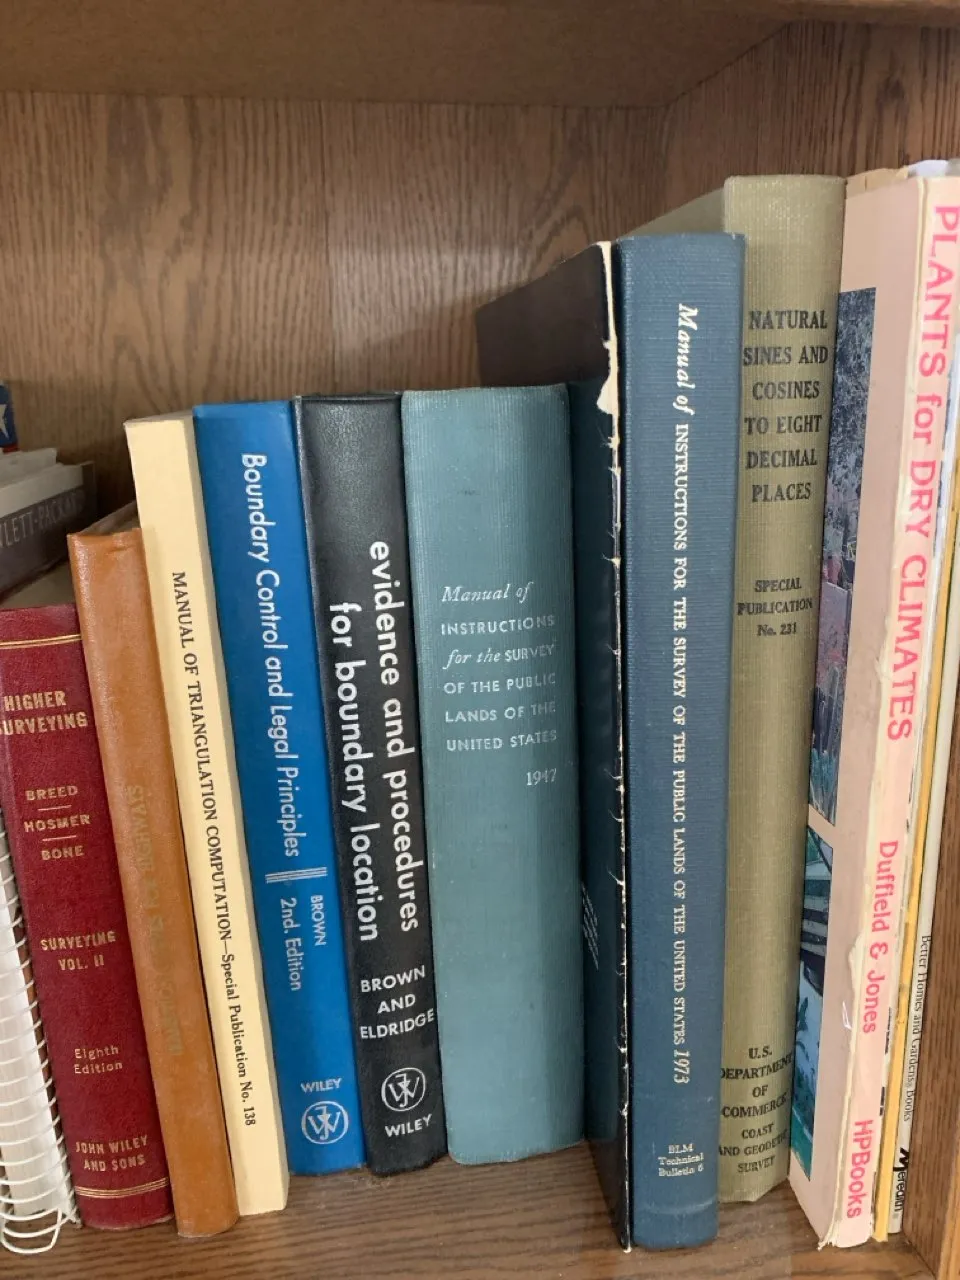 LETT-PACKARD
HIGHER
SURVEYING
BREED
HOSMER
BONE
SURVEYING
VOL. II
Eighth
Edition
JOHN WILEY
AND SONS
MANUAL OF TRIANGULATION COMPUTATION—Special Publication No. 138
Boundary Control and Legal Principles
BROWN
2nd. Edition
WILEY
evidence and procedures
for boundary location
BROWN
AND
ELDRIDGE
WILEY
Manual of
INSTRUCTIONS
for the SURVEY
OF THE PUBLIC
LANDS OF THE
UNITED STATES
1947
Manual of INSTRUCTIONS FOR THE SURVEY OF THE PUBLIC LANDS OF THE UNITED STATES 1973
BLM
Technical
Bulletin 6
NATURAL
SINES AND
COSINES
TO EIGHT
DECIMAL
PLACES
SPECIAL
PUBLICATION
No. 231
U.S.
DEPARTMENT
OF
COMMERCE
COAST
AND GEODETIC
SURVEY
PLANTS for DRY CLIMATES
Duffield & Jones
HPBooks
Better Homes and Gardens® Books
Meredith